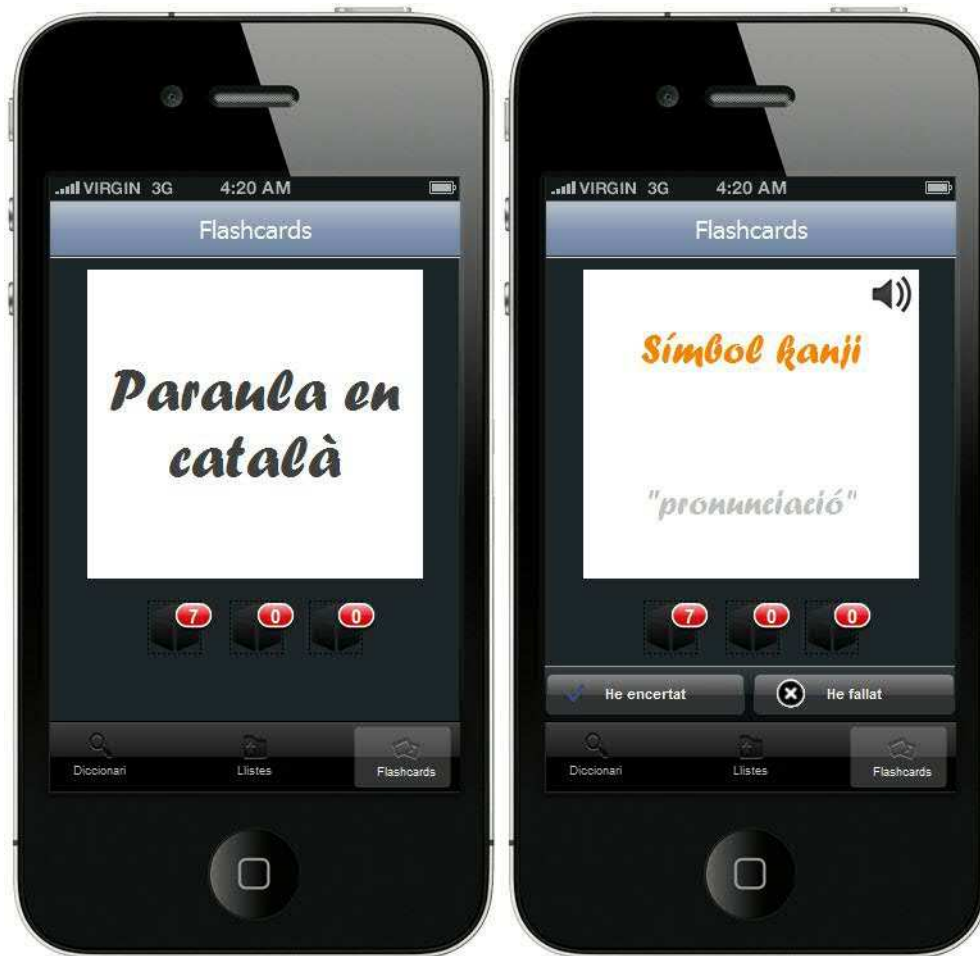 VIRGIN 3G 4:20 AM
Flashcards
Paraula en
català
7 0 0
Diccionari Llistes Flashcards
VIRGIN 3G 4:20 AM
Flashcards
Símbol kanji
"pronunciació"
7 0 0
He encertat He fallat
Diccionari Llistes Flashcards